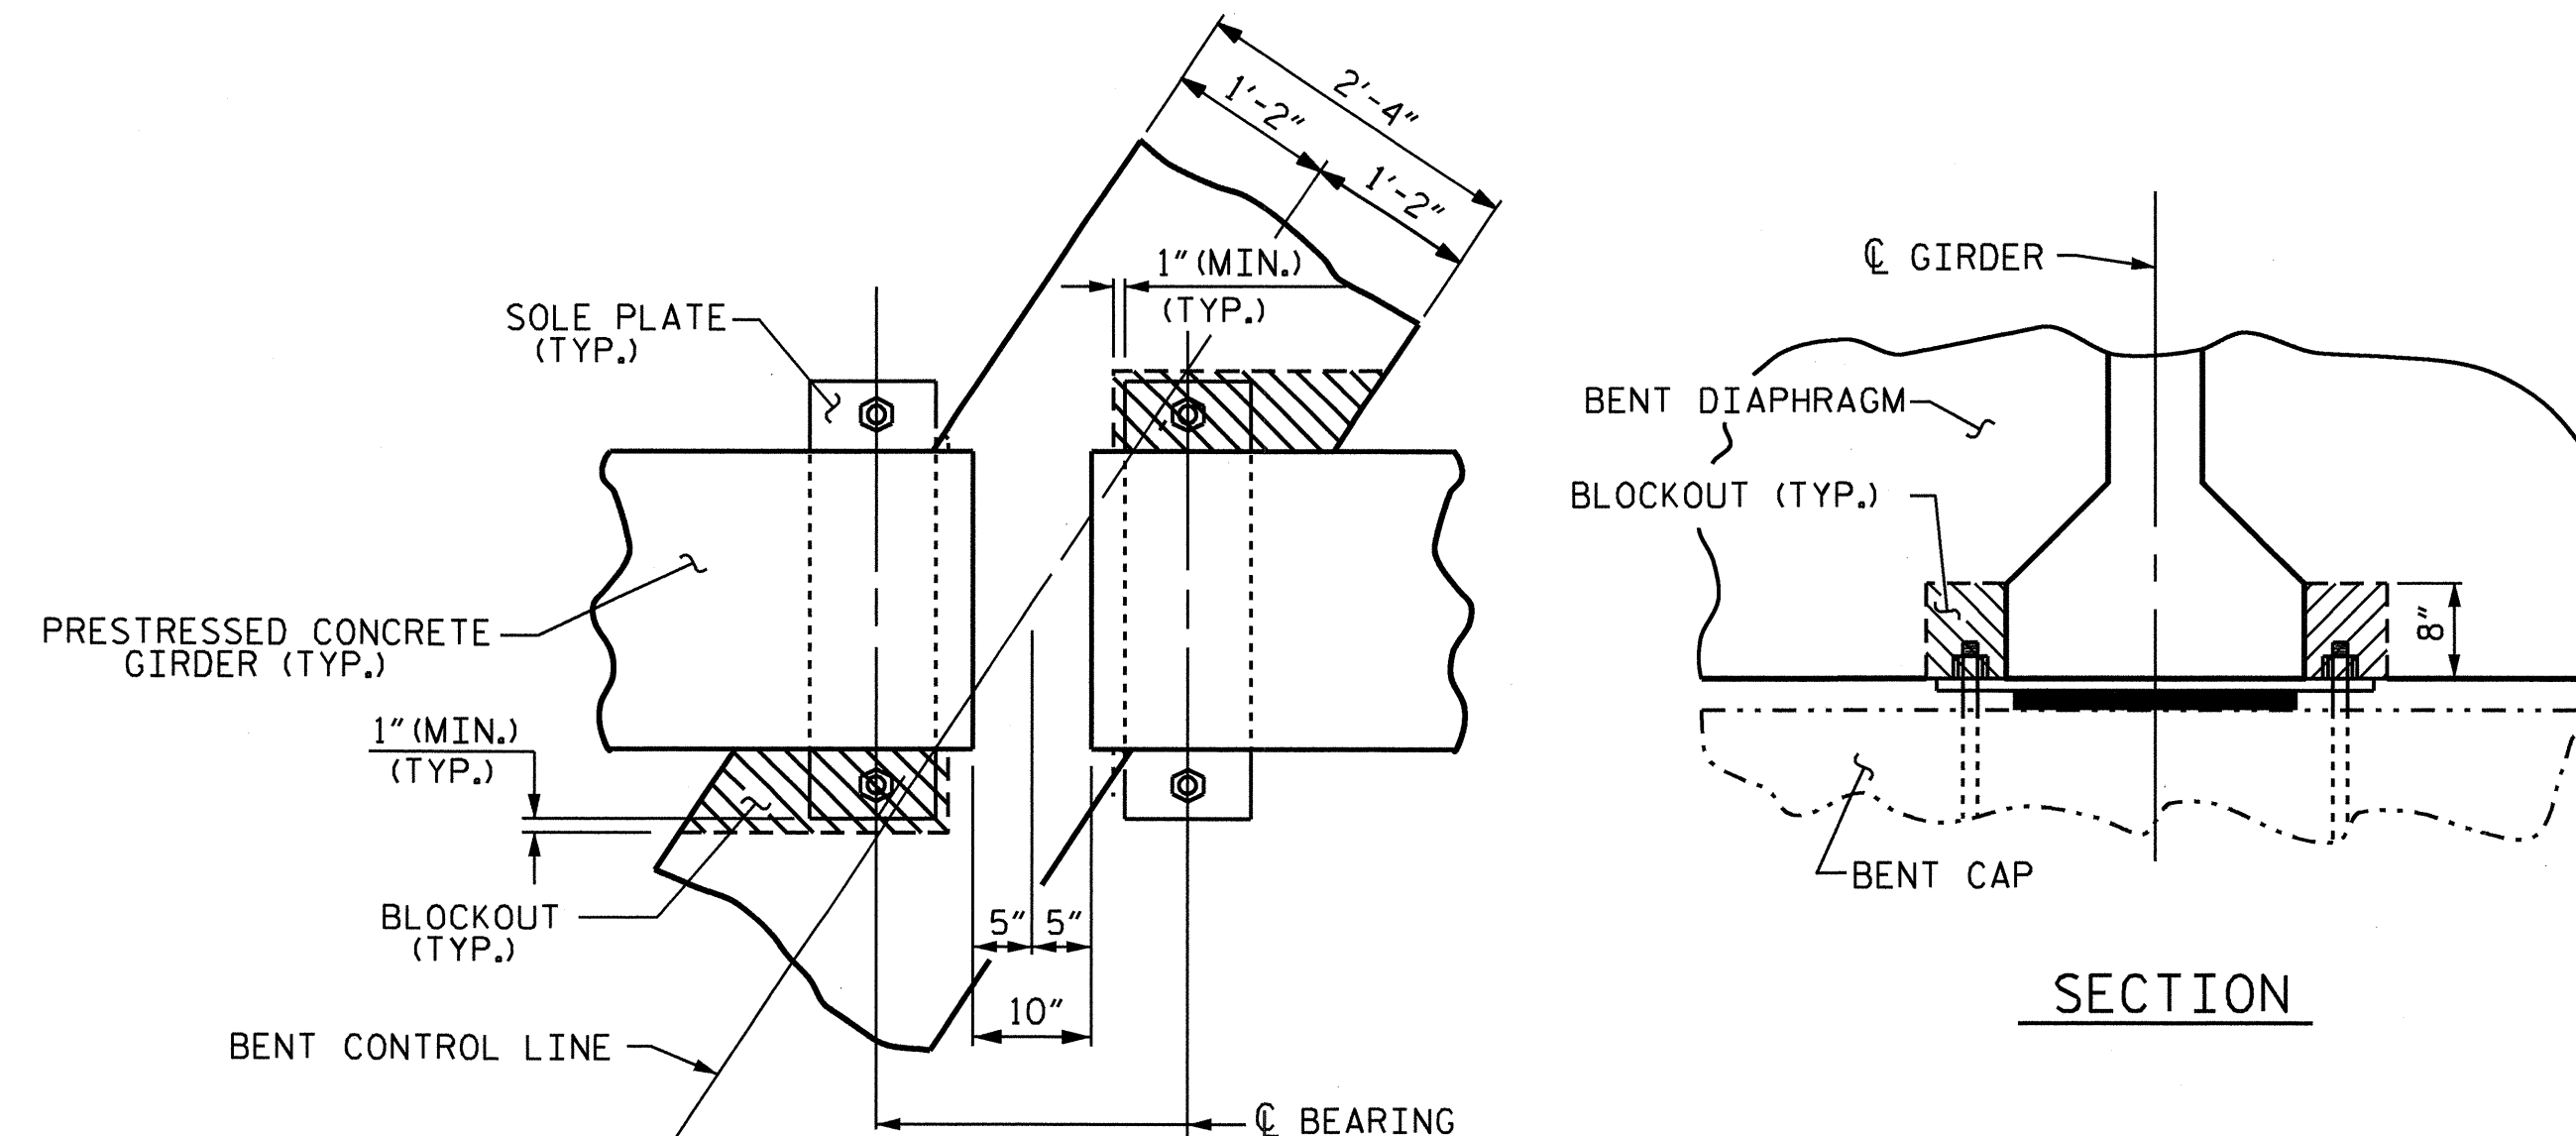 2'-4"
1'-2"
1'-2"
1" (MIN.)
(TYP.)
SOLE PLATE
(TYP.)
PRESTRESSED CONCRETE
GIRDER (TYP.)
1" (MIN.)
(TYP.)
BLOCKOUT
(TYP.)
5" 5"
10"
BENT CONTROL LINE
℄ BEARING
℄ GIRDER
BENT DIAPHRAGM
BLOCKOUT (TYP.)
8"
BENT CAP
SECTION